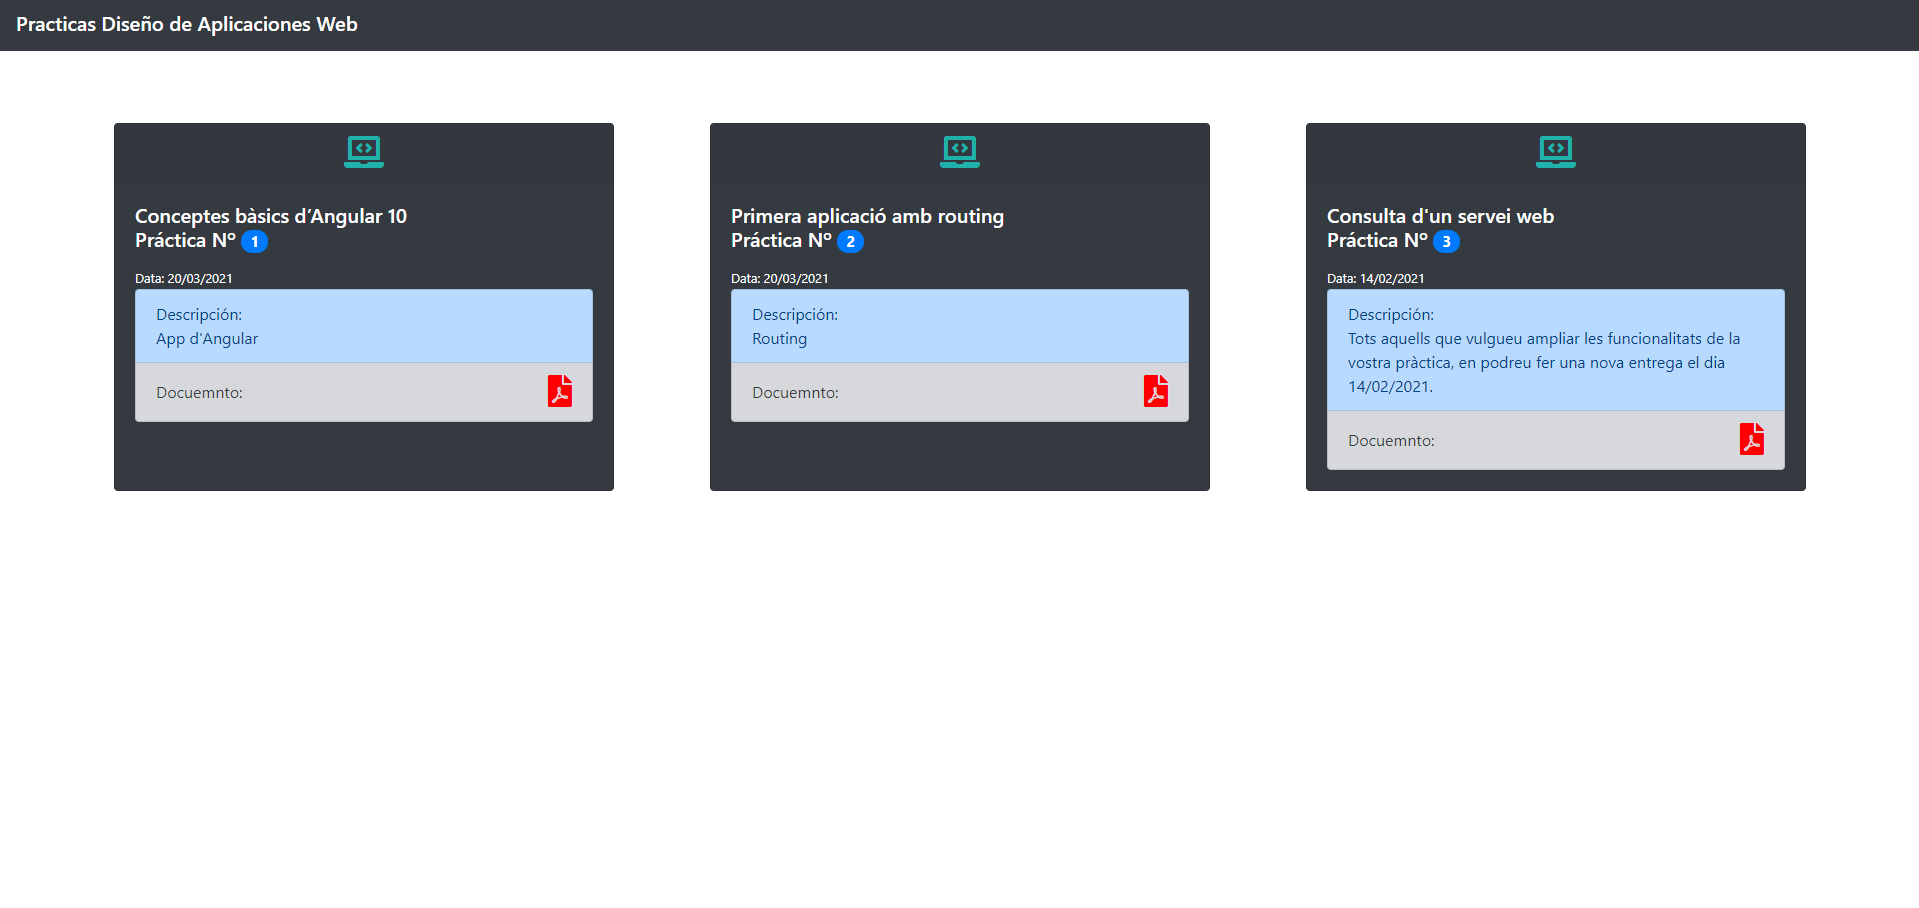 Practicas Diseño de Aplicaciones Web
Conceptes bàsics d’Angular 10
Práctica Nº 1
Data: 20/03/2021
Descripción:
App d'Angular
Docuemnto:
Primera aplicació amb routing
Práctica Nº 2
Data: 20/03/2021
Descripción:
Routing
Docuemnto:
Consulta d'un servei web
Práctica Nº 3
Data: 14/02/2021
Descripción:
Tots aquells que vulgueu ampliar les funcionalitats de la
vostra pràctica, en podreu fer una nova entrega el dia
14/02/2021.
Docuemnto: